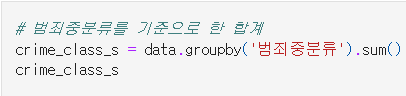 # 범죄중분류를 기준으로 한 합계
crime_class_s = data.groupby('범죄중분류').sum()
crime_class_s